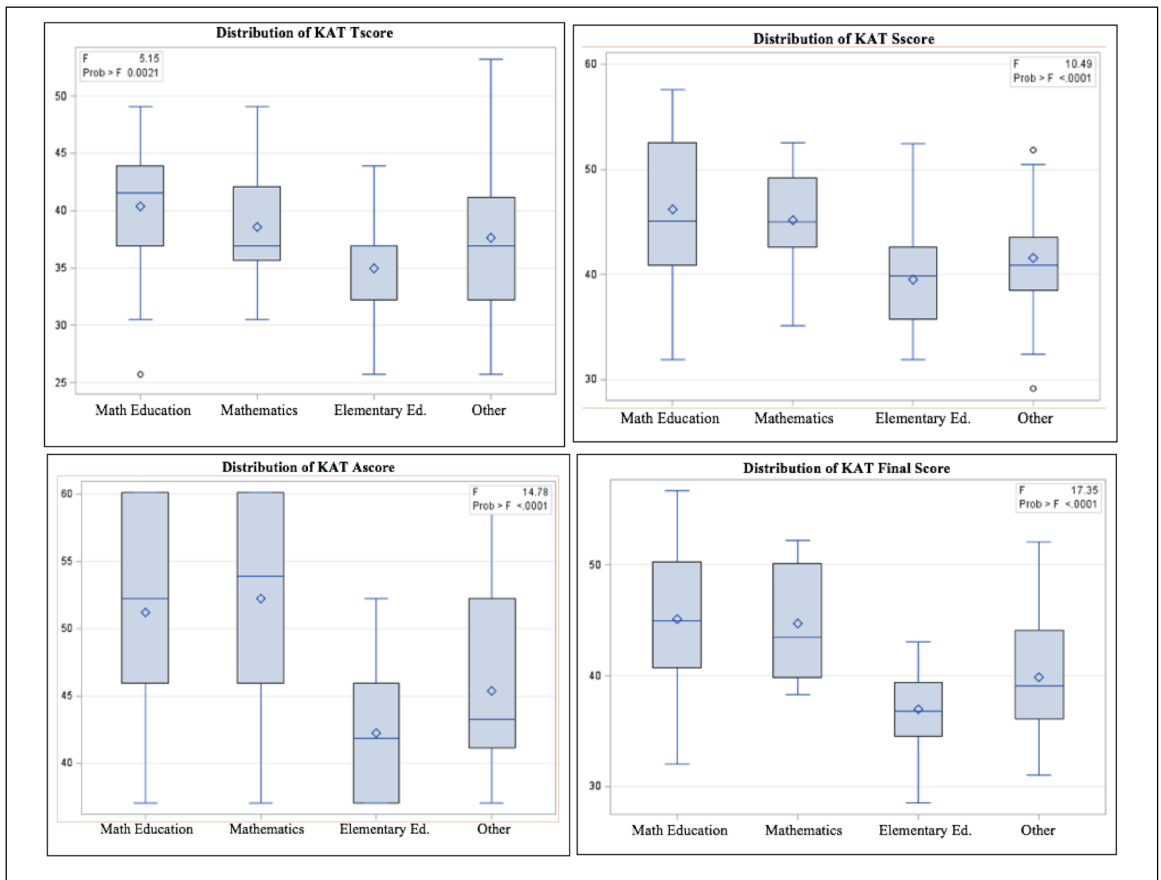 Distribution of KAT Tscore
F 5.15
Prob > F 0.0021
50
45
40
35
30
25
Math Education Mathematics Elementary Ed. Other
Distribution of KAT Sscore
F 10.49
Prob > F <.0001
60
50
40
30
Math Education Mathematics Elementary Ed. Other
Distribution of KAT Ascore
F 14.78
Prob > F <.0001
60
55
50
45
40
Math Education Mathematics Elementary Ed. Other
Distribution of KAT Final Score
F 17.35
Prob > F <.0001
50
40
30
Math Education Mathematics Elementary Ed. Other